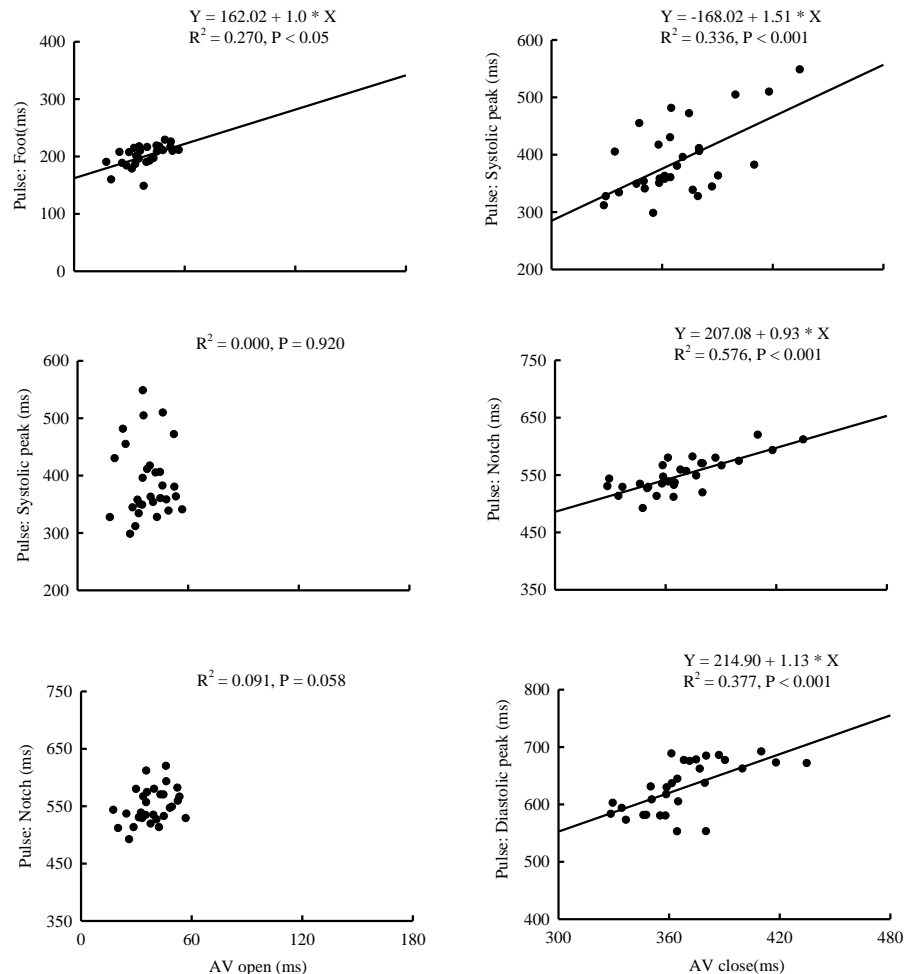 Y = 162.02 + 1.0 * X
R² = 0.270, P < 0.05
400
300
200
100
0
Pulse: Foot(ms)
Y = -168.02 + 1.51 * X
R² = 0.336, P < 0.001
600
500
400
300
200
Pulse: Systolic peak (ms)
R² = 0.000, P = 0.920
600
500
400
300
200
Pulse: Systolic peak (ms)
Y = 207.08 + 0.93 * X
R² = 0.576, P < 0.001
750
650
550
450
350
Pulse: Notch (ms)
R² = 0.091, P = 0.058
750
650
550
450
350
Pulse: Notch (ms)
0 60 120 180
AV open (ms)
Y = 214.90 + 1.13 * X
R² = 0.377, P < 0.001
800
700
600
500
400
Pulse: Diastolic peak (ms)
300 360 420 480
AV close(ms)